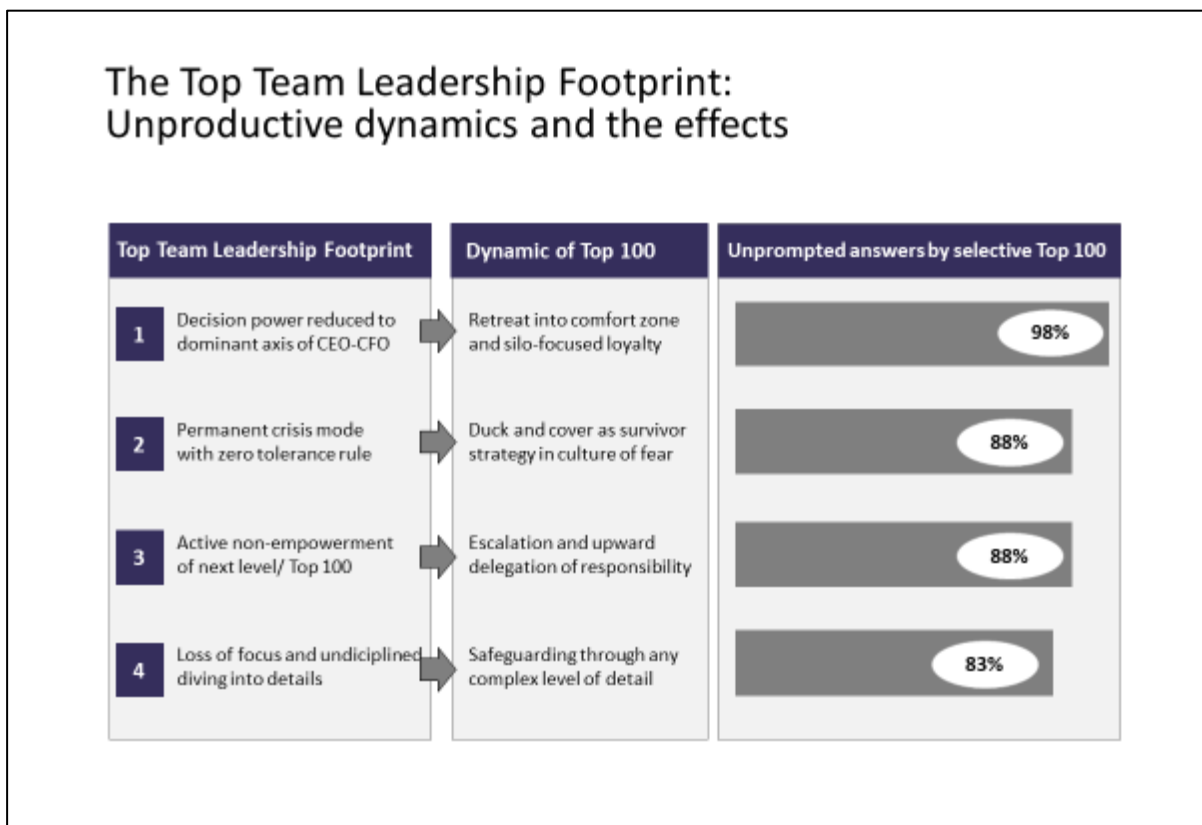 The Top Team Leadership Footprint:
Unproductive dynamics and the effects
Top Team Leadership Footprint
Dynamic of Top 100
Unprompted answers by selective Top 100
1
Decision power reduced to
dominant axis of CEO-CFO
Retreat into comfort zone
and silo-focused loyalty
98%
2
Permanent crisis mode
with zero tolerance rule
Duck and cover as survivor
strategy in culture of fear
88%
3
Active non-empowerment
of next level/ Top 100
Escalation and upward
delegation of responsibility
88%
4
Loss of focus and undiciplined
diving into details
Safeguarding through any
complex level of detail
83%